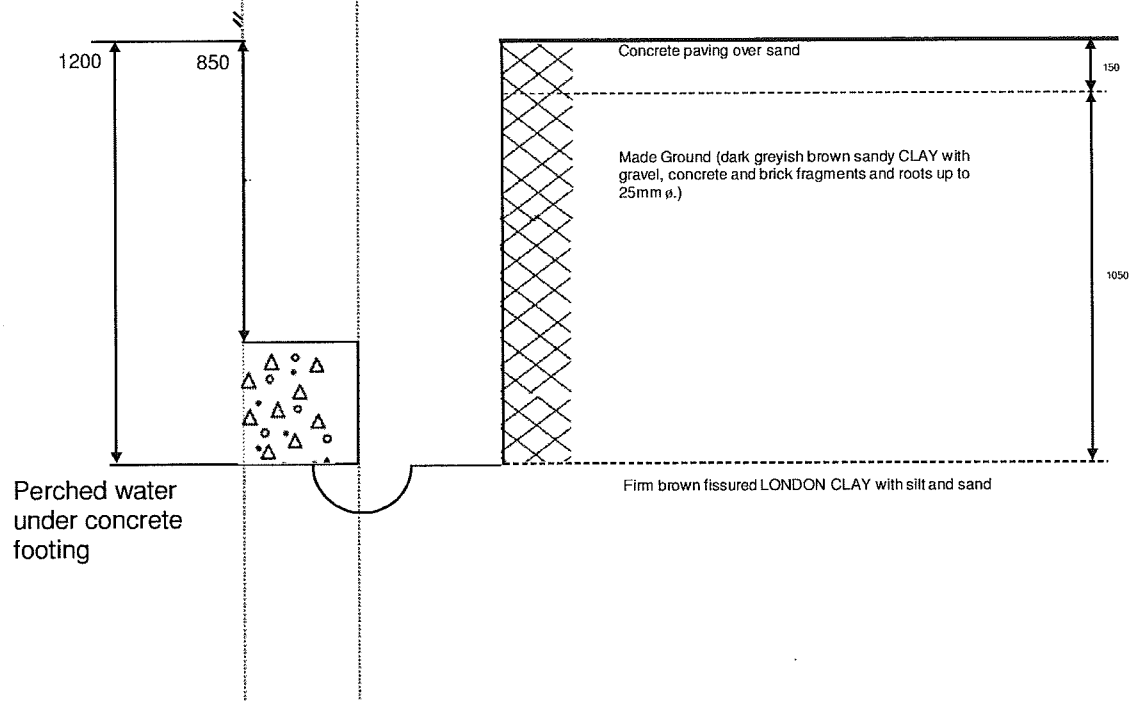 1200
850
Concrete paving over sand
150
Made Ground (dark greyish brown sandy CLAY with
gravel, concrete and brick fragments and roots up to
25mm ø.)
1050
Perched water
under concrete
footing
Firm brown fissured LONDON CLAY with silt and sand